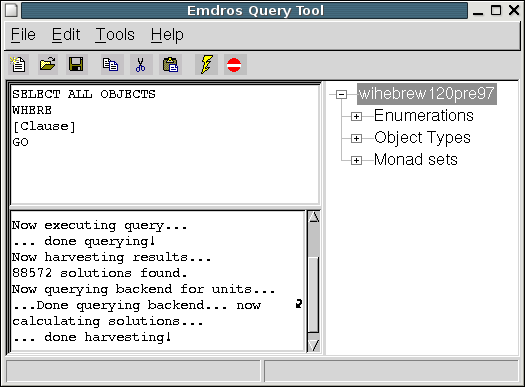 Emdros Query Tool
File Edit Tools Help
SELECT ALL OBJECTS
WHERE
[Clause]
GO
wihebrew120pre97
Enumerations
Object Types
Monad sets
Now executing query...
... done querying!
Now harvesting results...
88572 solutions found.
Now querying backend for units...
...Done querying backend... now
calculating solutions...
... done harvesting!